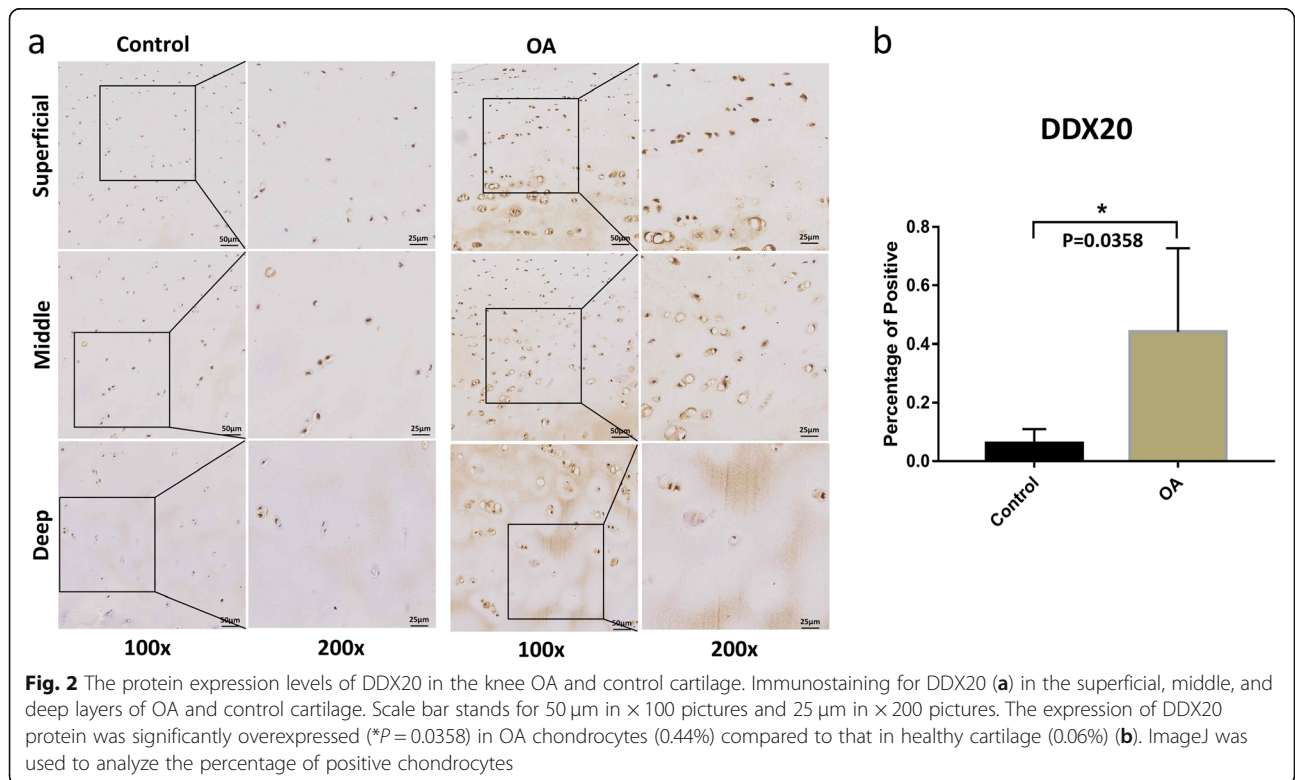 a
Control
OA
Superficial
50μm
25μm
50μm
25μm
Middle
50μm
25μm
50μm
25μm
Deep
50μm
25μm
50μm
25μm
100x
200x
100x
200x
b
DDX20
*
P=0.0358
Percentage of Positive
0.8
0.6
0.4
0.2
0.0
Control
OA
Fig. 2 The protein expression levels of DDX20 in the knee OA and control cartilage. Immunostaining for DDX20 (a) in the superficial, middle, and
deep layers of OA and control cartilage. Scale bar stands for 50 μm in × 100 pictures and 25 μm in × 200 pictures. The expression of DDX20
protein was significantly overexpressed (*P = 0.0358) in OA chondrocytes (0.44%) compared to that in healthy cartilage (0.06%) (b). ImageJ was
used to analyze the percentage of positive chondrocytes